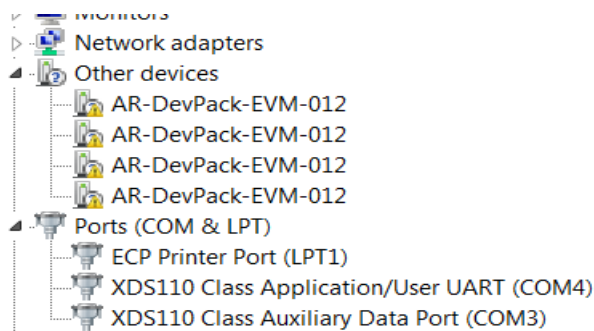 Monitors
Network adapters
Other devices
AR-DevPack-EVM-012
AR-DevPack-EVM-012
AR-DevPack-EVM-012
AR-DevPack-EVM-012
Ports (COM & LPT)
ECP Printer Port (LPT1)
XDS110 Class Application/User UART (COM4)
XDS110 Class Auxiliary Data Port (COM3)